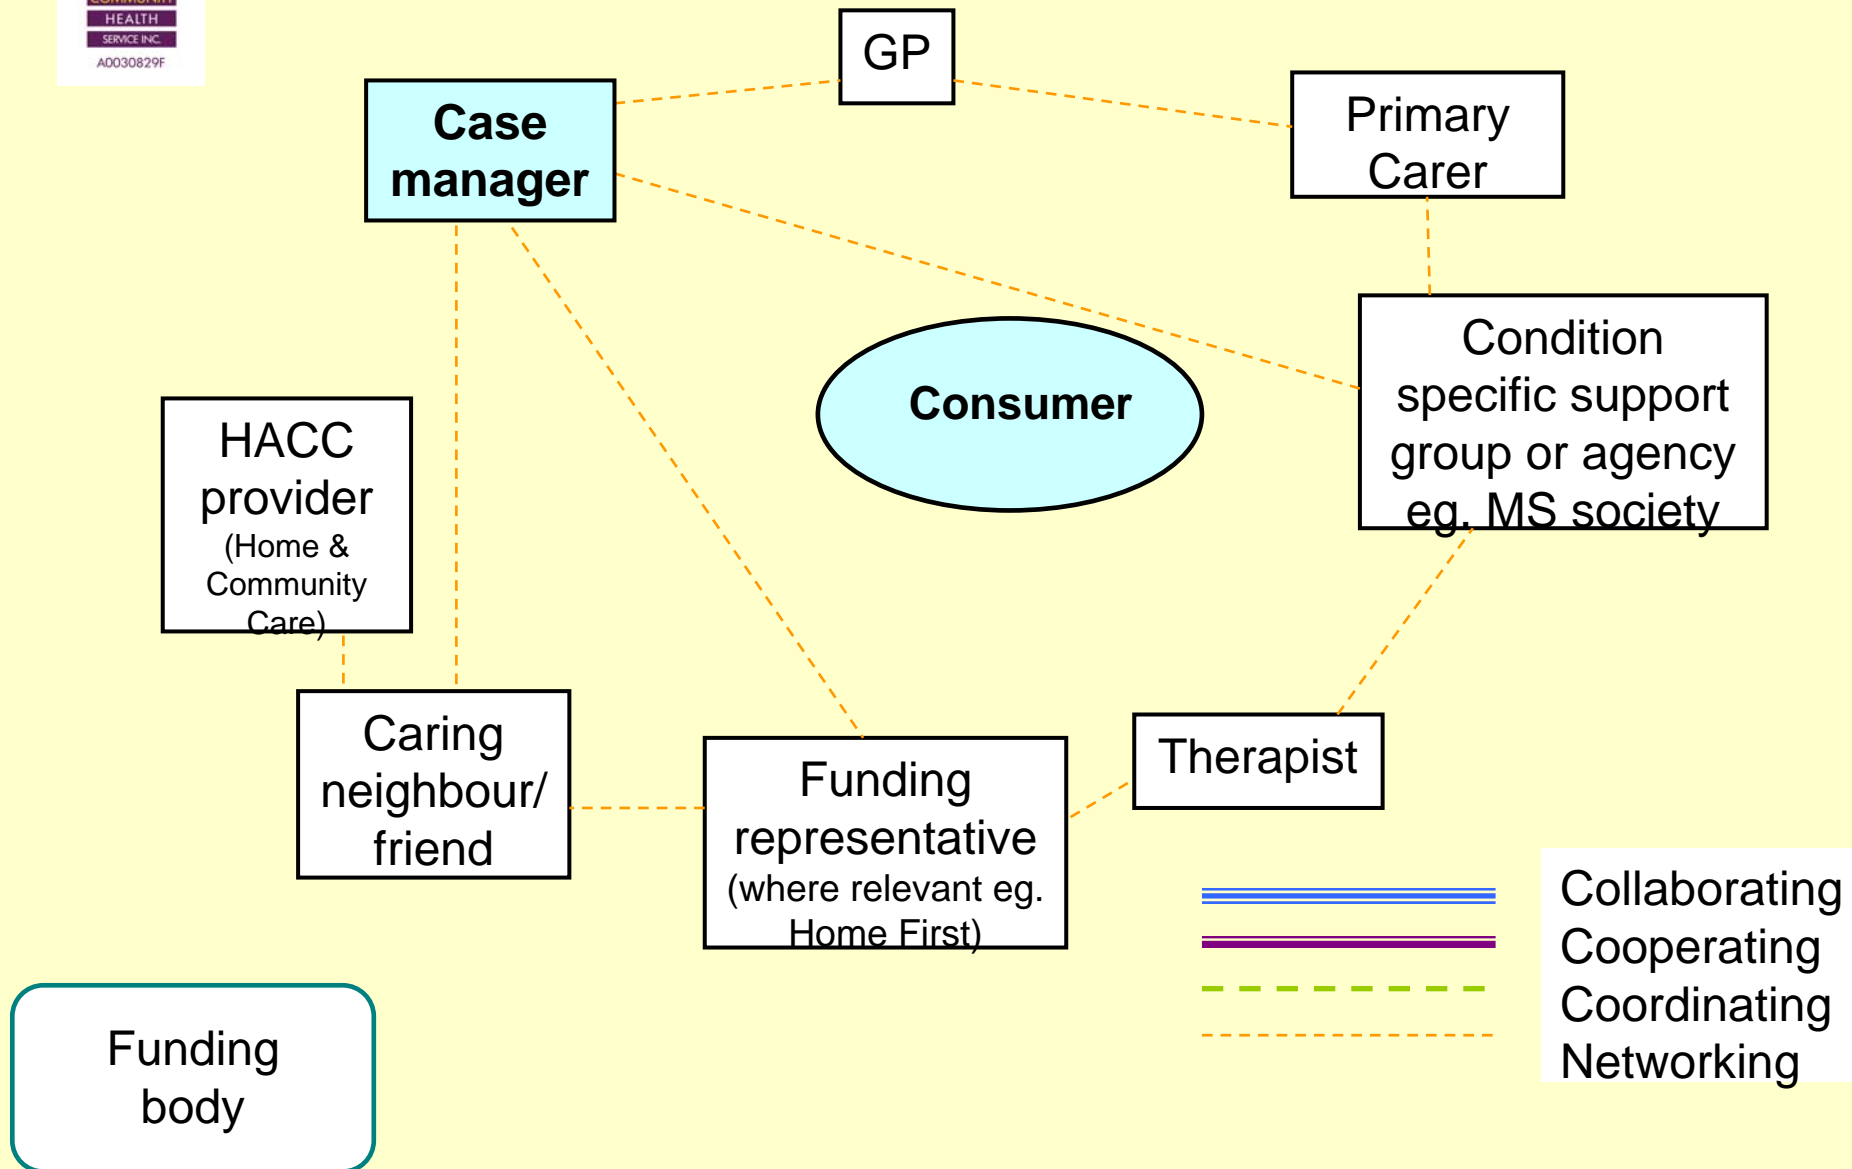 COMMUNITY
HEALTH
SERVICE INC.
A0030829F
GP
Case
manager
Primary
Carer
Condition
specific support
group or agency
eg. MS society
Consumer
HACC
provider
(Home &
Community
Care)
Caring
neighbour/
friend
Funding
representative
(where relevant eg.
Home First)
Therapist
Collaborating
Cooperating
Coordinating
Networking
Funding
body